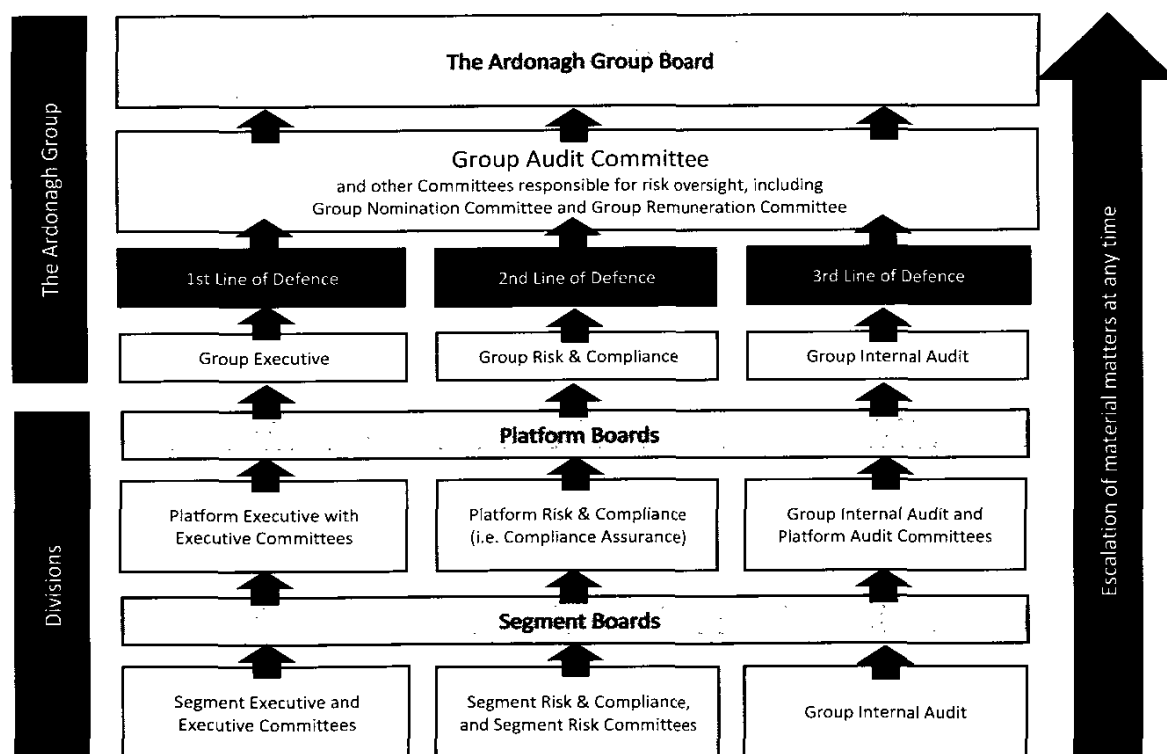 The Ardonagh Group
The Ardonagh Group Board
Group Audit Committee
and other Committees responsible for risk oversight, including
Group Nomination Committee and Group Remuneration Committee
1st Line of Defence
2nd Line of Defence
3rd Line of Defence
Group Executive
Group Risk & Compliance
Group Internal Audit
Divisions
Platform Boards
Platform Executive with
Executive Committees
Platform Risk & Compliance
(i.e. Compliance Assurance)
Group Internal Audit and
Platform Audit Committees
Segment Boards
Segment Executive and
Executive Committees
Segment Risk & Compliance,
and Segment Risk Committees
Group Internal Audit
Escalation of material matters at any time